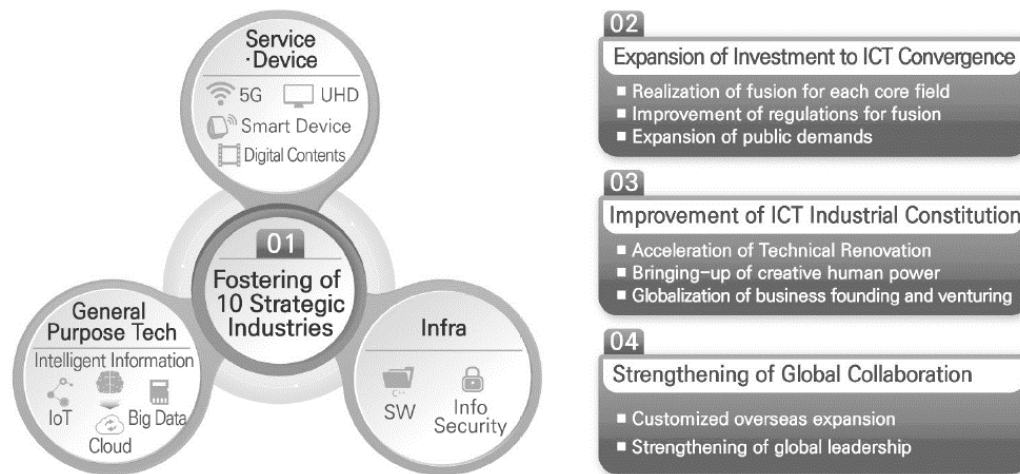 Service
·Device
5G
UHD
Smart Device
Digital Contents
01
Fostering of
10 Strategic
Industries
General
Purpose Tech
Intelligent Information
IoT
Big Data
Cloud
Infra
C++
SW
Info
Security
02
Expansion of Investment to ICT Convergence
■ Realization of fusion for each core field
■ Improvement of regulations for fusion
■ Expansion of public demands
03
Improvement of ICT Industrial Constitution
■ Acceleration of Technical Renovation
■ Bringing-up of creative human power
■ Globalization of business founding and venturing
04
Strengthening of Global Collaboration
■ Customized overseas expansion
■ Strengthening of global leadership